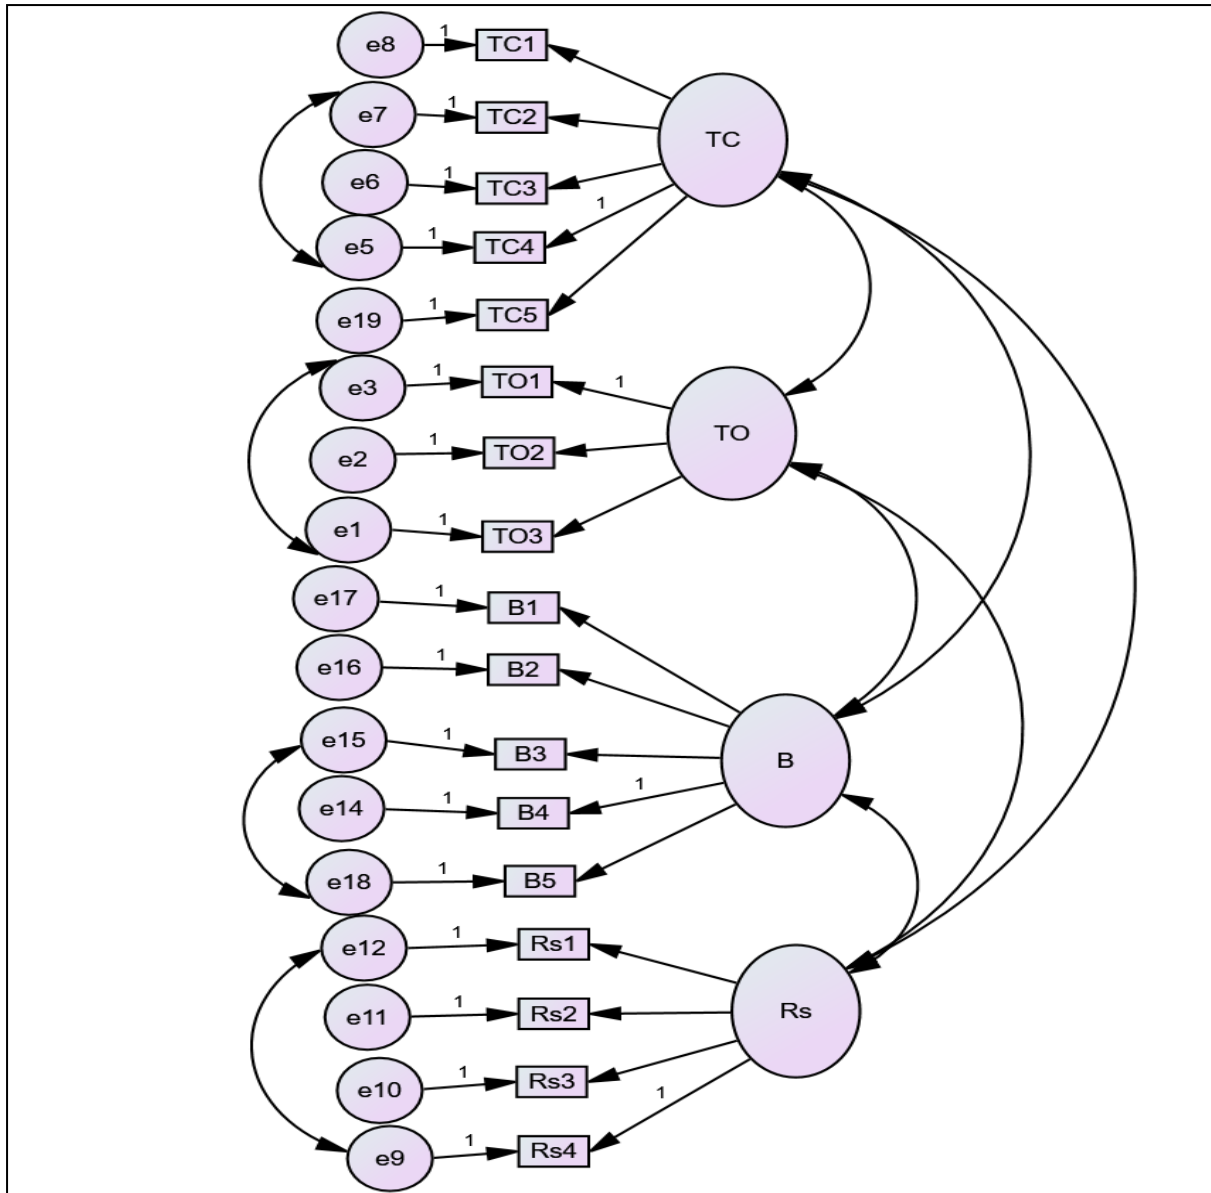 e8 1 TC1
e7 1 TC2
TC
e6 1 TC3
1
e5 1 TC4
e19 1 TC5
e3 1 TO1 1
TO
e2 1 TO2
e1 1 TO3
e17 1 B1
e16 1 B2
e15 1 B3
B
1
e14 1 B4
e18 1 B5
e12 1 Rs1
e11 1 Rs2
Rs
e10 1 Rs3
1
e9 1 Rs4